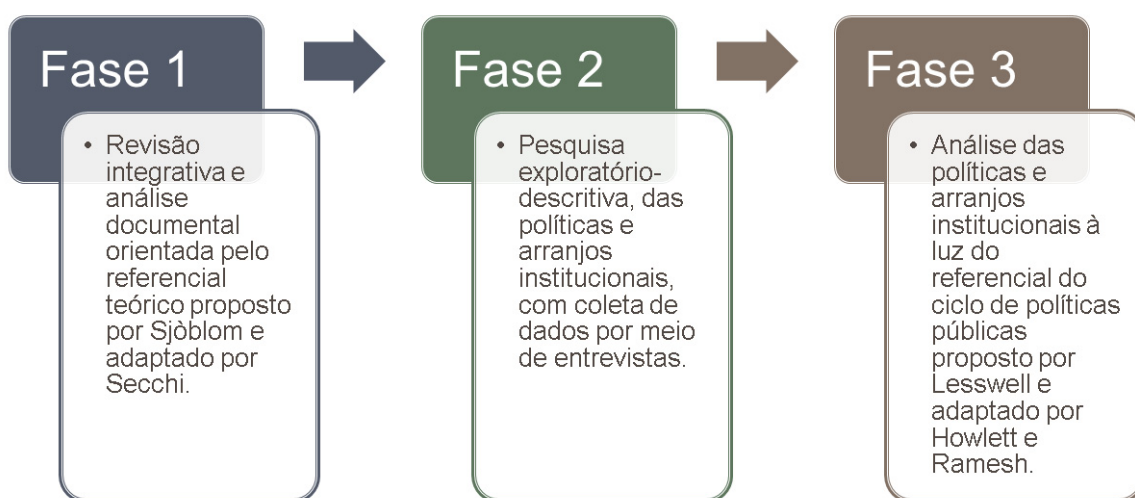 Fase 1
• Revisão
integrativa e
análise
documental
orientada pelo
referencial
teórico proposto
por Sjòblom e
adaptado por
Secchi.
Fase 2
• Pesquisa
exploratório-
descritiva, das
políticas e
arranjos
institucionais,
com coleta de
dados por meio
de entrevistas.
Fase 3
• Análise das
políticas e
arranjos
institucionais à
luz do
referencial do
ciclo de políticas
públicas
proposto por
Lesswell e
adaptado por
Howlett e
Ramesh.